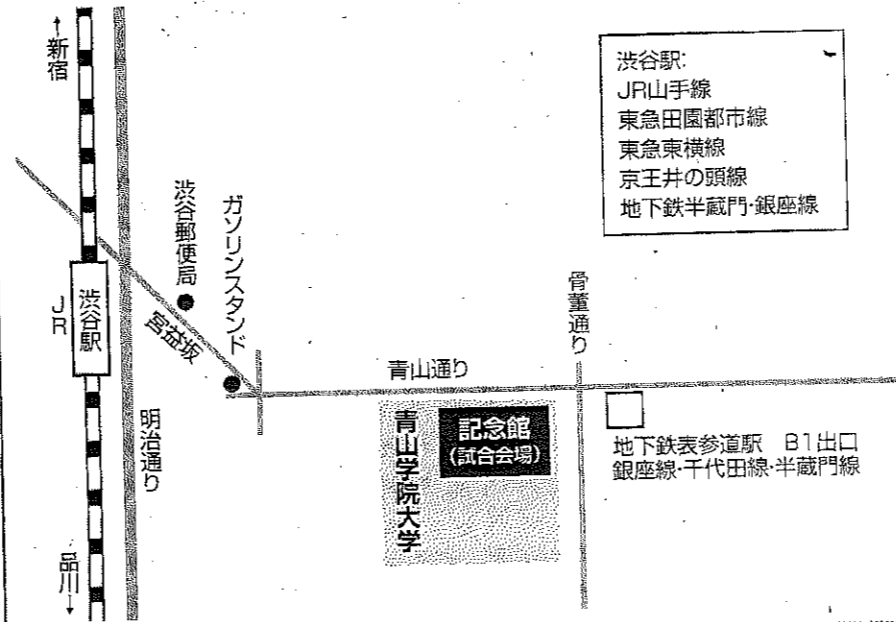 ↑新宿
渋谷駅:
JR山手線
東急田園都市線
東急東横線
京王井の頭線
地下鉄半蔵門・銀座線
渋谷郵便局
ガソリンスタンド
宮益坂
JR
渋谷駅
明治通り
品川↓
青山通り
骨董通り
青山学院大学
記念館
(試合会場)
地下鉄表参道駅 B1出口
銀座線・千代田線・半蔵門線